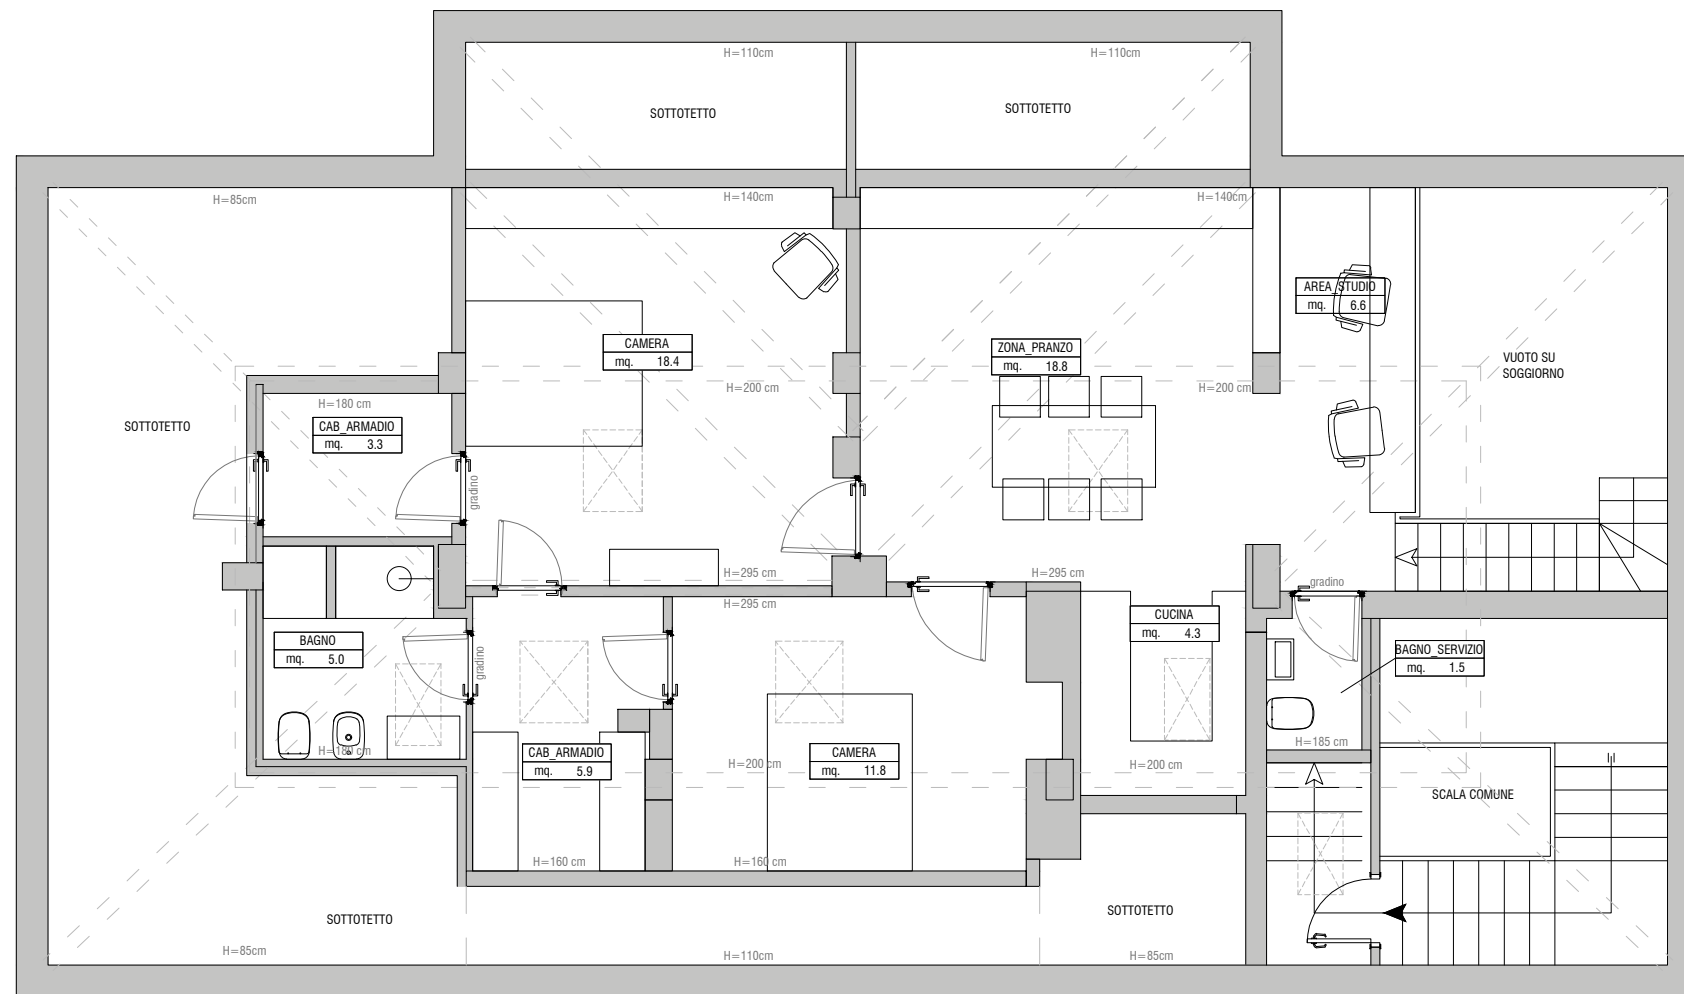 H=110cm
H=110cm
SOTTOTETTO
SOTTOTETTO
H=85cm
H=140cm
H=140cm
AREA_STUDIO
mq. 6.6
CAMERA
mq. 18.4
ZONA_PRANZO
mq. 18.8
VUOTO SU
SOGGIORNO
H=200 cm
H=200 cm
H=180 cm
SOTTOTETTO
CAB_ARMADIO
mq. 3.3
gradino
H=295 cm
H=295 cm
gradino
H=295 cm
CUCINA
mq. 4.3
BAGNO
mq. 5.0
gradino
BAGNO_SERVIZIO
mq. 1.5
H=180 cm
CAB_ARMADIO
mq. 5.9
CAMERA
mq. 11.8
H=200 cm
H=200 cm
H=185 cm
SCALA COMUNE
H=160 cm
H=160 cm
SOTTOTETTO
SOTTOTETTO
H=85cm
H=110cm
H=85cm